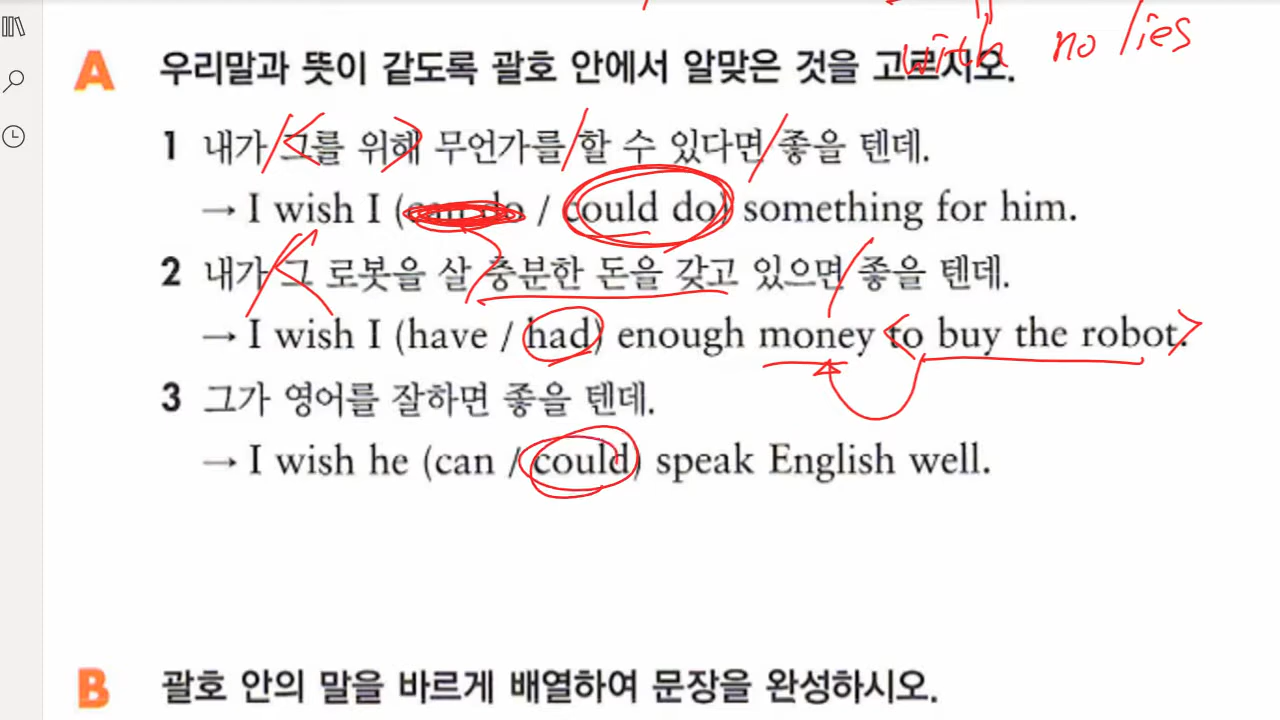 with no lies
A 우리말과 뜻이 같도록 괄호 안에서 알맞은 것을 고르시오.
1 내가 그를 위해 무언가를 할 수 있다면 좋을 텐데.
→ I wish I (can do / could do) something for him.
2 내가 그 로봇을 살 충분한 돈을 갖고 있으면 좋을 텐데.
→ I wish I (have / had) enough money to buy the robot.
3 그가 영어를 잘하면 좋을 텐데.
→ I wish he (can / could) speak English well.
B 괄호 안의 말을 바르게 배열하여 문장을 완성하시오.